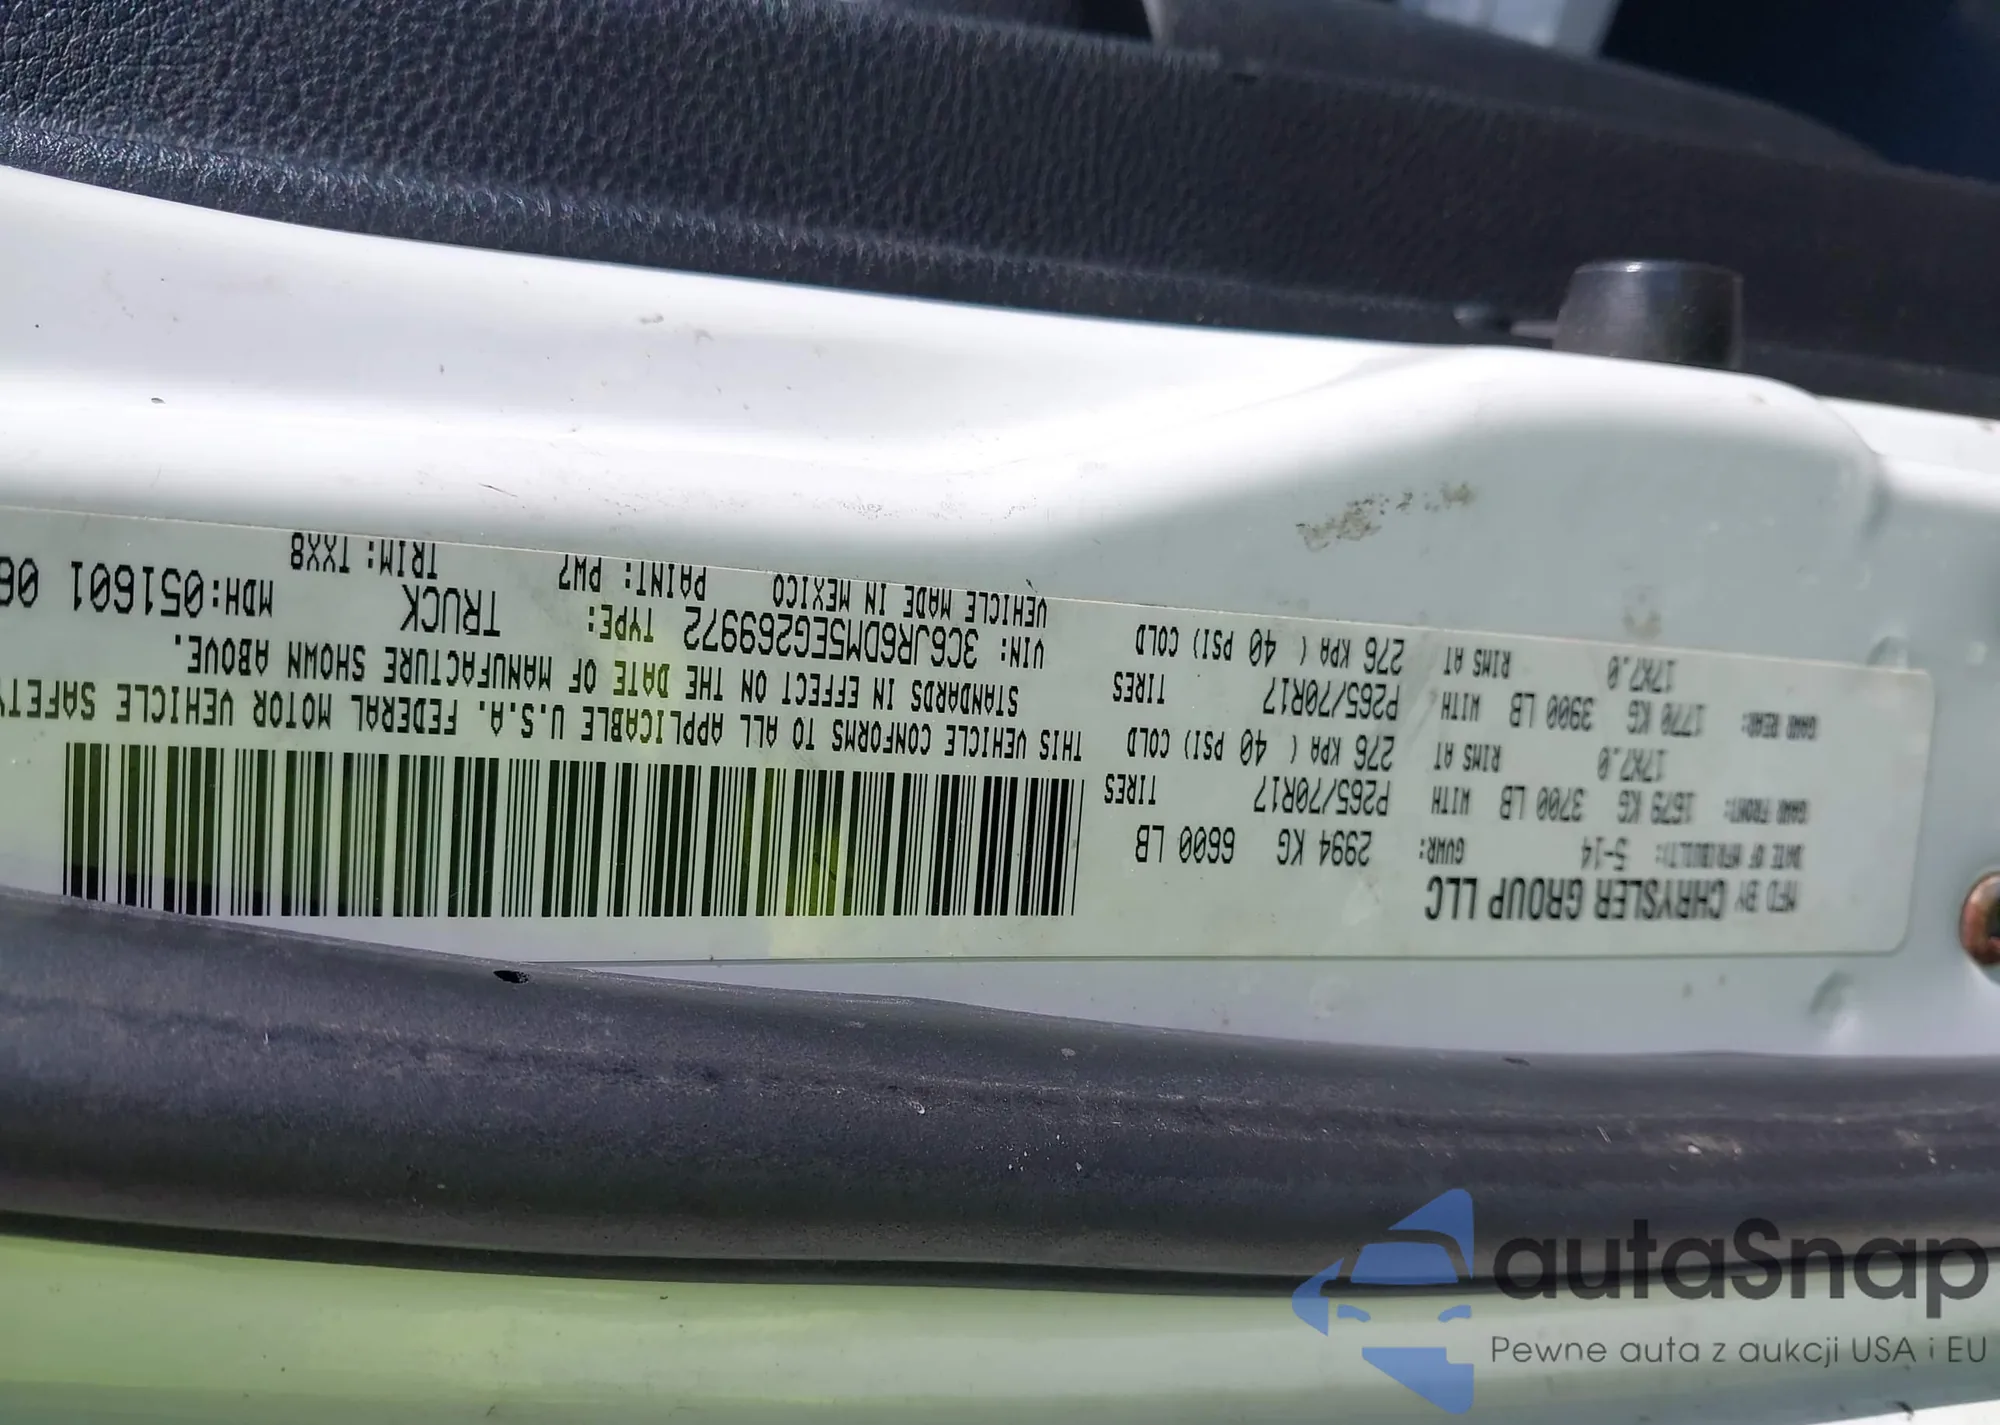 MFD BY CHRYSLER GROUP LLC
DATE OF MFR(BUILT): 5-14 GVWR: 2994 KG 6600 LB
GAWR FRONT: 1679 KG 3700 LB WITH P265/70R17 TIRES
17X7.0 RIMS AT 276 KPA ( 40 PSI) COLD
GAWR REAR: 1770 KG 3900 LB WITH P265/70R17 TIRES
17X7.0 RIMS AT 276 KPA ( 40 PSI) COLD
THIS VEHICLE CONFORMS TO ALL APPLICABLE U.S.A. FEDERAL MOTOR VEHICLE SAFETY
STANDARDS IN EFFECT ON THE DATE OF MANUFACTURE SHOWN ABOVE.
VIN: 3C6JR6DM5EG269972 TYPE: TRUCK MDH:051601 06
VEHICLE MADE IN MEXICO PAINT: PW7 TRIM: TXX8
autaSnap
Pewne auta z aukcji USA i EU